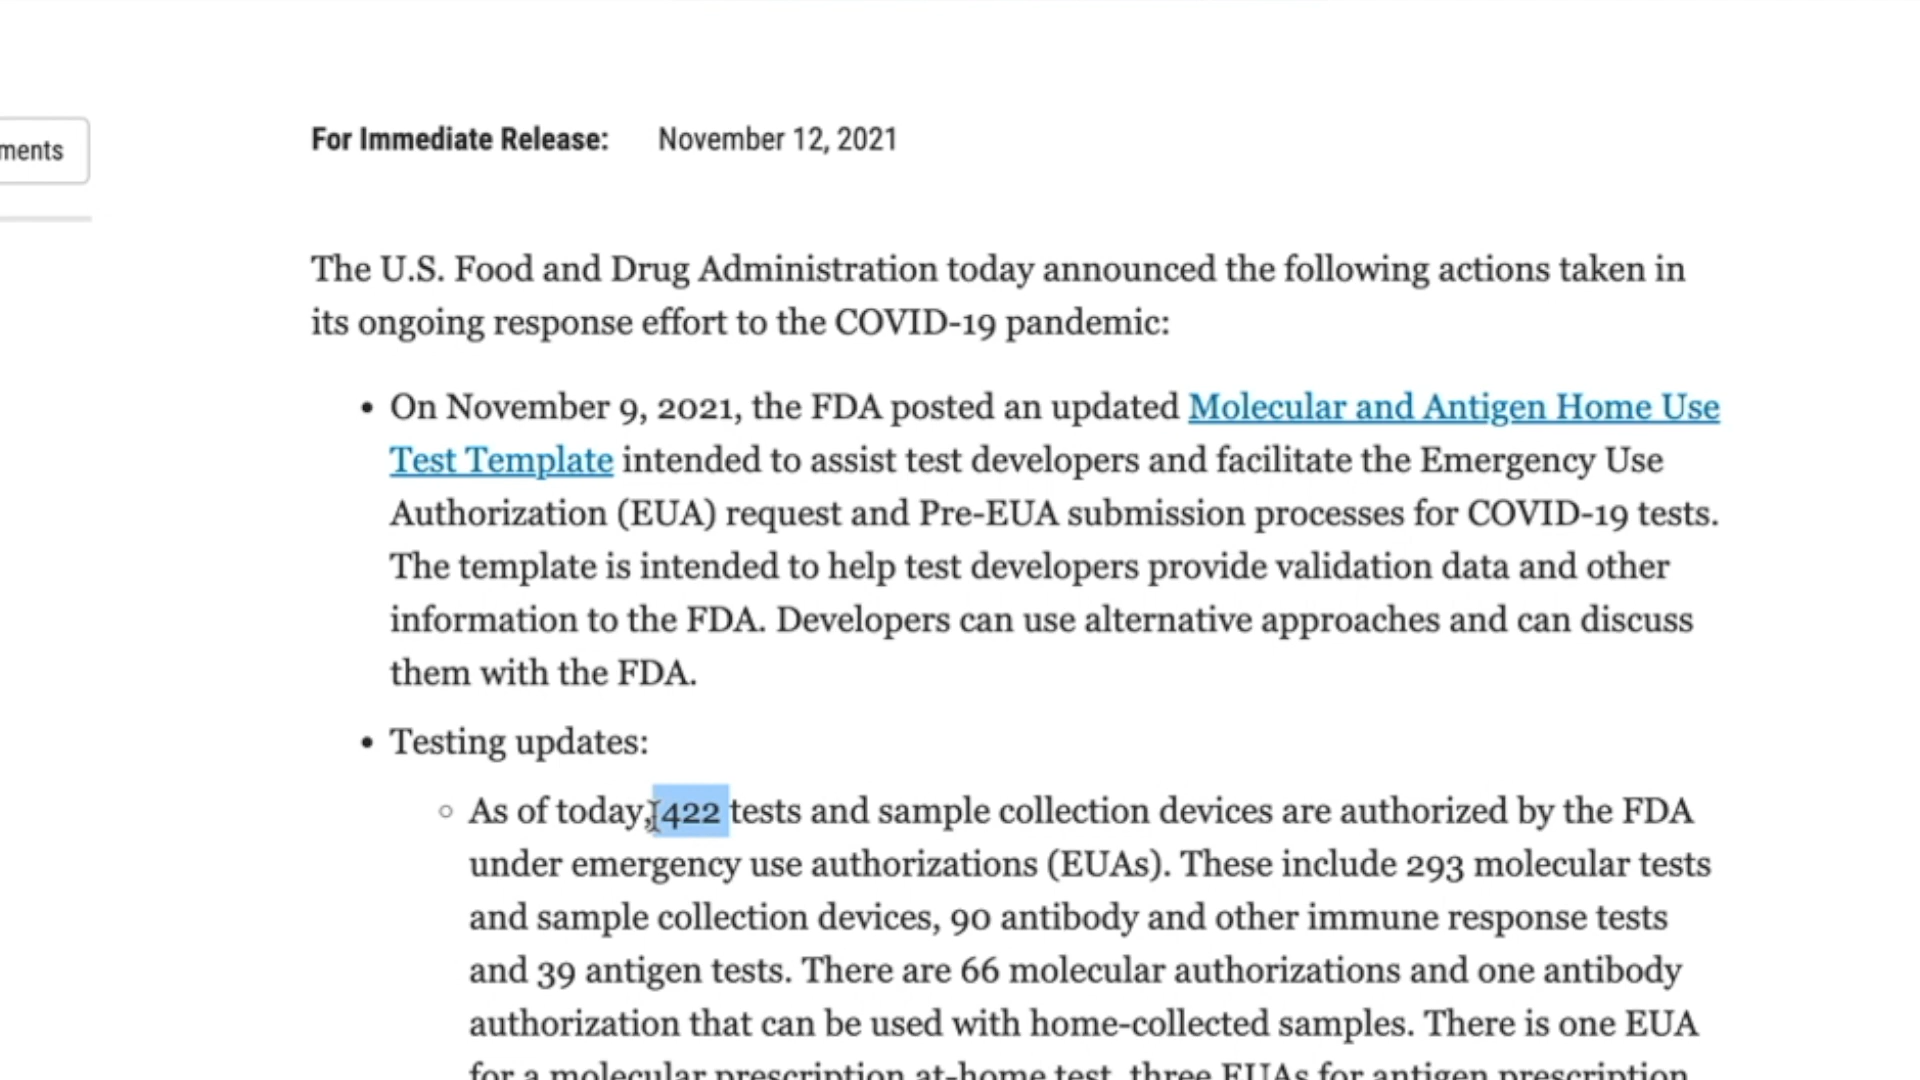 ments
For Immediate Release: November 12, 2021
The U.S. Food and Drug Administration today announced the following actions taken in
its ongoing response effort to the COVID-19 pandemic:
• On November 9, 2021, the FDA posted an updated Molecular and Antigen Home Use
Test Template intended to assist test developers and facilitate the Emergency Use
Authorization (EUA) request and Pre-EUA submission processes for COVID-19 tests.
The template is intended to help test developers provide validation data and other
information to the FDA. Developers can use alternative approaches and can discuss
them with the FDA.
• Testing updates:
◦ As of today, 422 tests and sample collection devices are authorized by the FDA
under emergency use authorizations (EUAs). These include 293 molecular tests
and sample collection devices, 90 antibody and other immune response tests
and 39 antigen tests. There are 66 molecular authorizations and one antibody
authorization that can be used with home-collected samples. There is one EUA
for a molecular prescription at-home test, three EUAs for antigen prescription